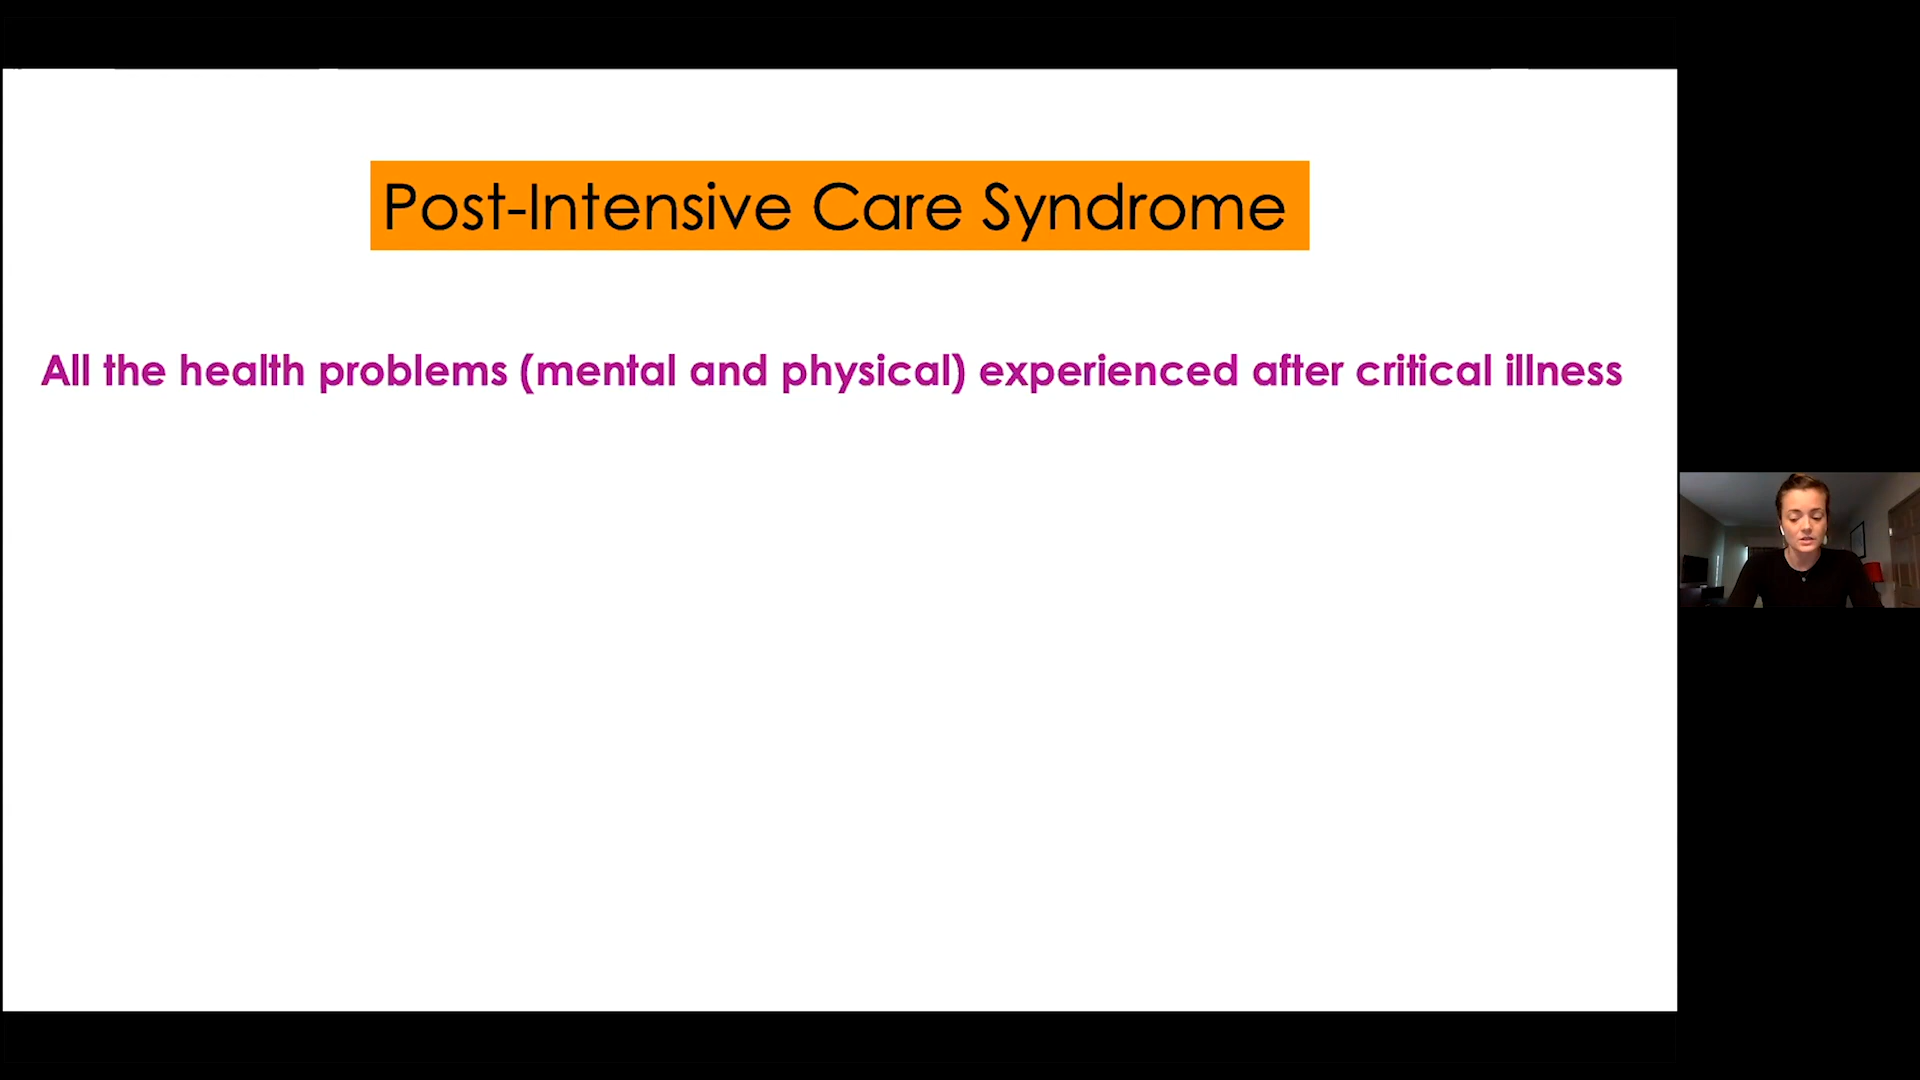 Post-Intensive Care Syndrome
All the health problems (mental and physical) experienced after critical illness